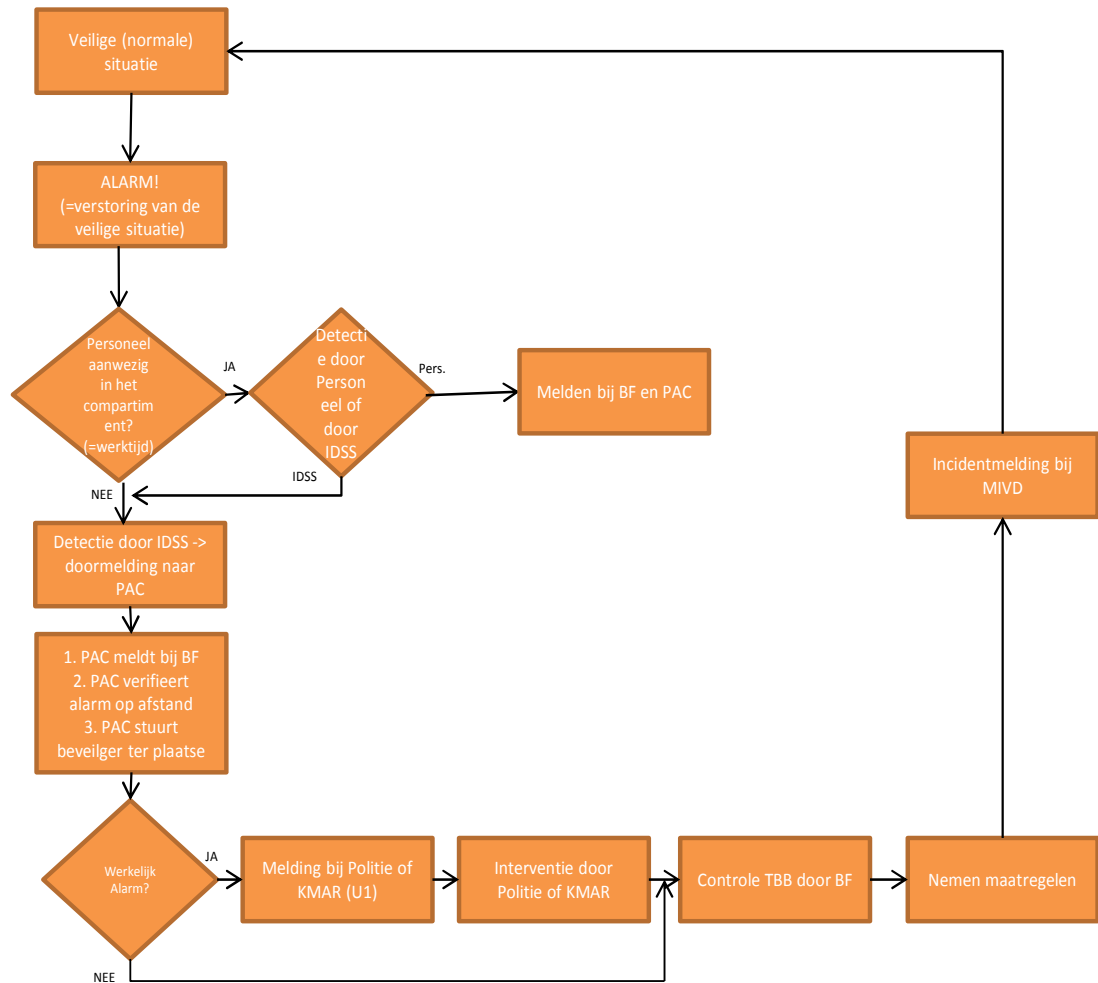 Veilige (normale)
situatie
ALARM!
(=verstoring van de
veilige situatie)
Personeel
aanwezig
in het
compartim
ent?
(=werktijd)
JA
Detecti
e door
Person
eel of
door
IDSS
Pers.
Melden bij BF en PAC
IDSS
NEE
Incidentmelding bij
MIVD
Detectie door IDSS ->
doormelding naar
PAC
1. PAC meldt bij BF
2. PAC verifieert
alarm op afstand
3. PAC stuurt
beveilger ter plaatse
Werkelijk
Alarm?
JA
Melding bij Politie of
KMAR (U1)
Interventie door
Politie of KMAR
Controle TBB door BF
Nemen maatregelen
NEE